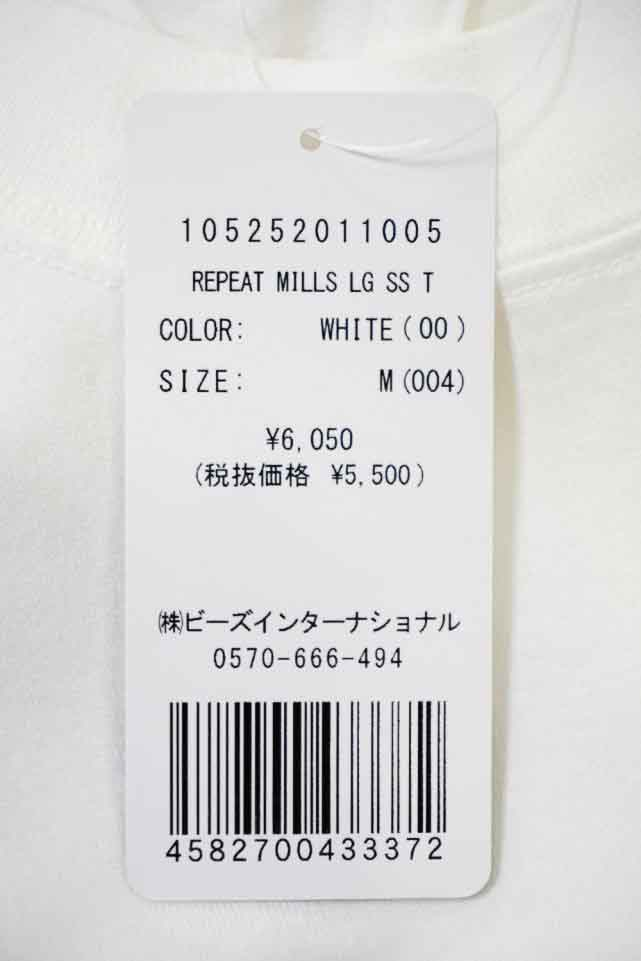 105252011005
REPEAT MILLS LG SS T
COLOR: WHITE(00)
SIZE: M(004)
¥6,050
(税抜価格 ¥5,500)
㈱ビーズインターナショナル
0570-666-494
4582700433372